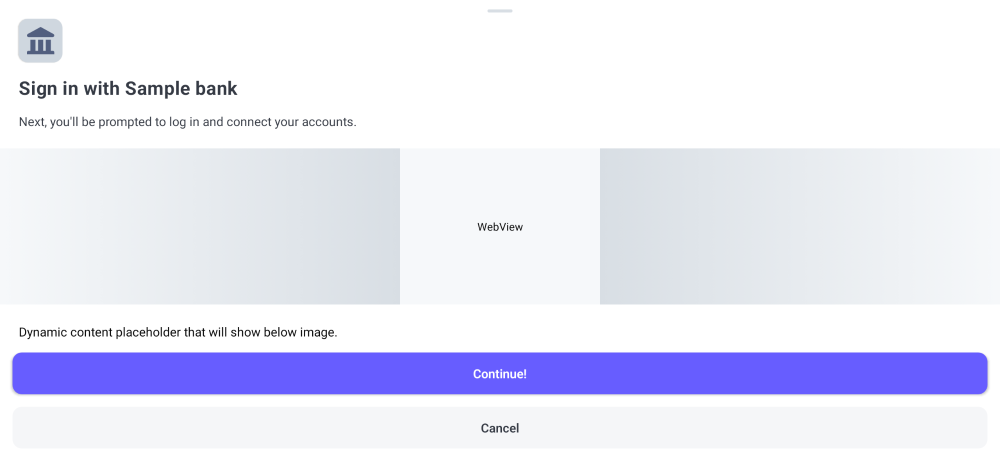 Sign in with Sample bank
Next, you'll be prompted to log in and connect your accounts.
WebView
Dynamic content placeholder that will show below image.
Continue!
Cancel